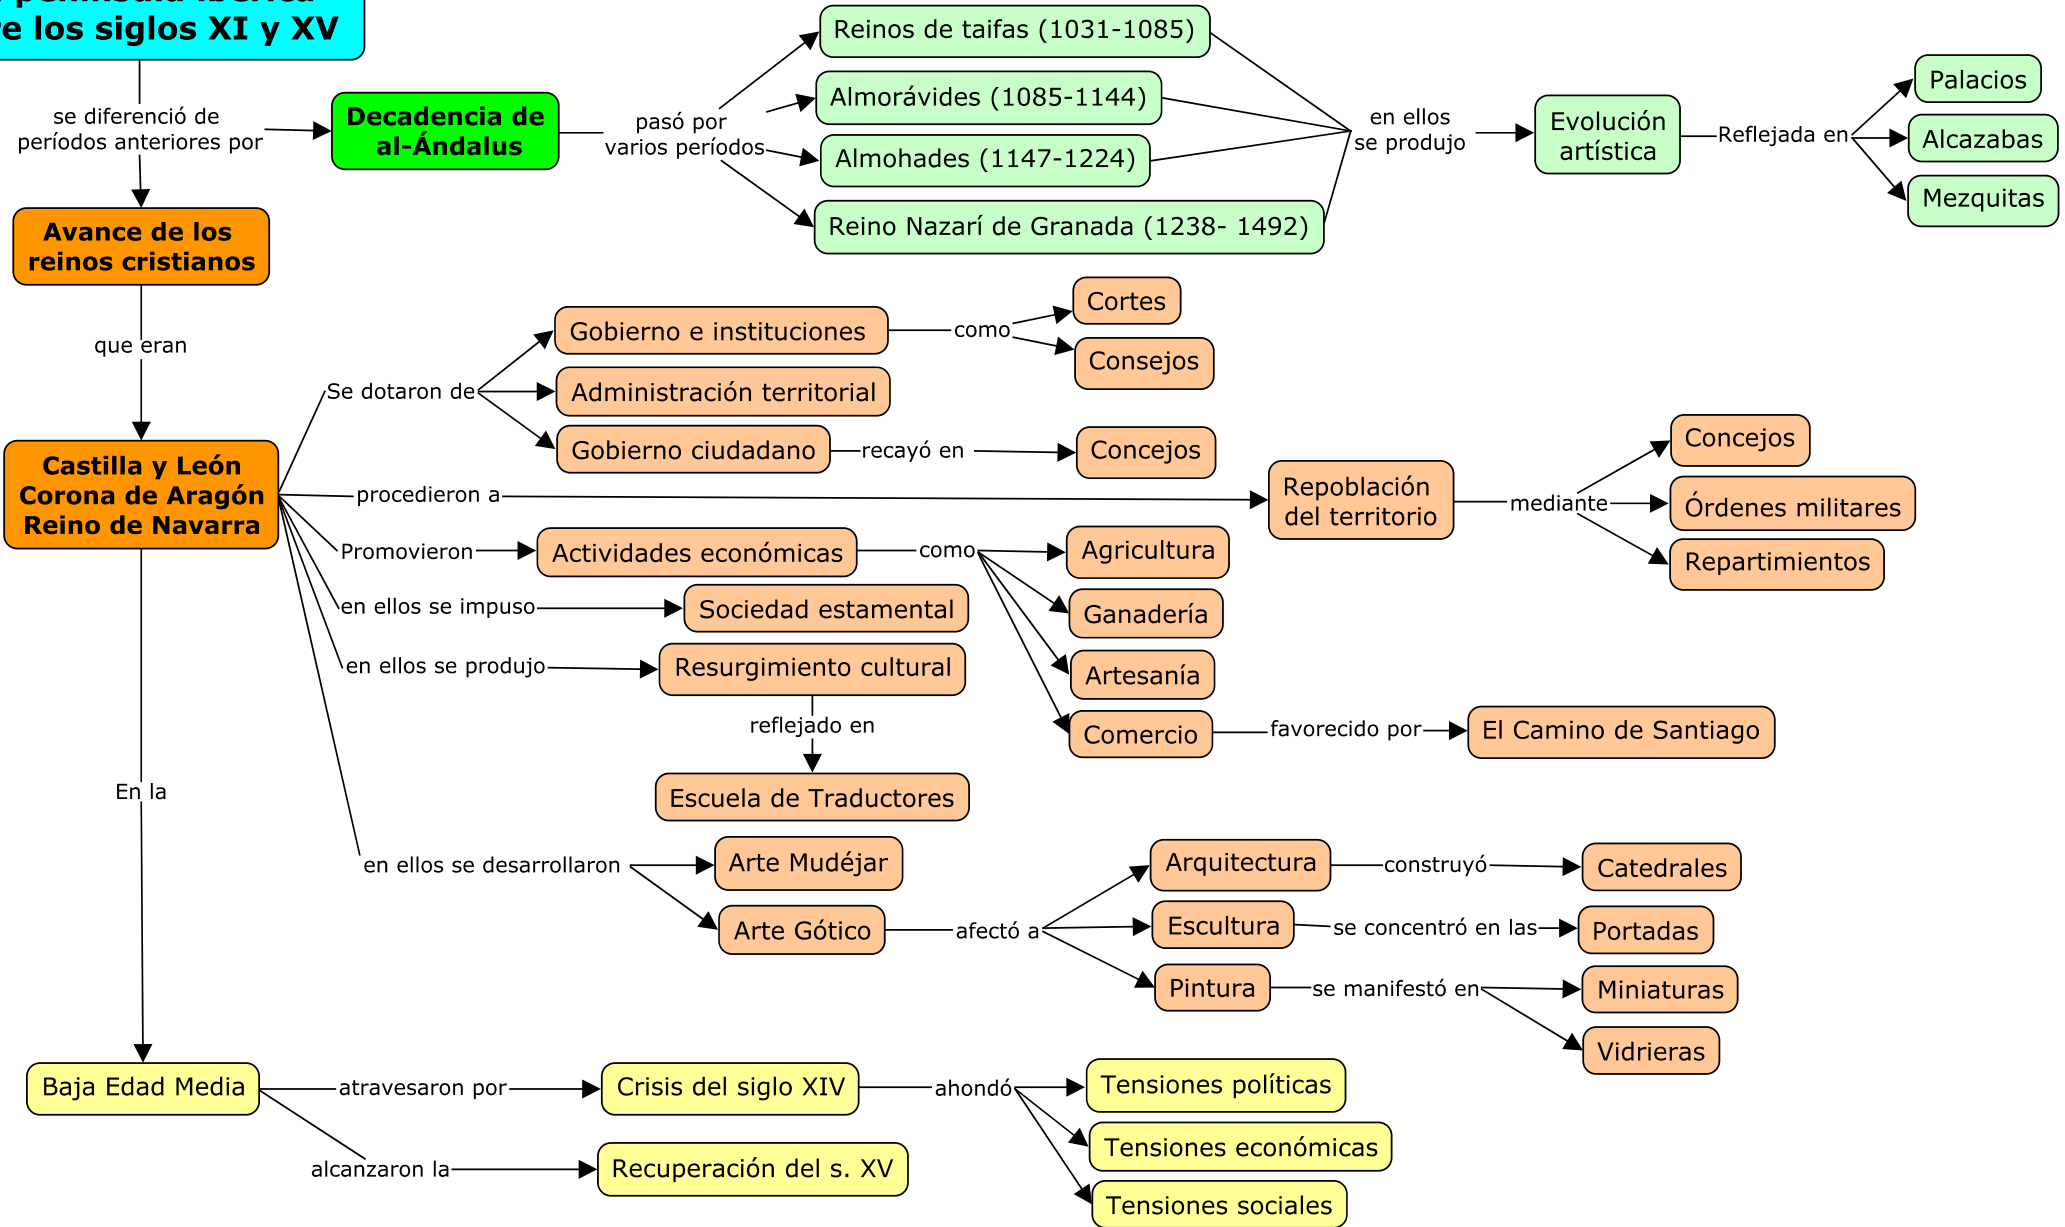 península
re los siglos XI y XV
se diferenció de
períodos anteriores por
Decadencia de
al-Ándalus
pasó por
varios períodos
Reinos de taifas (1031-1085)
Almorávides (1085-1144)
Almohades (1147-1224)
Reino Nazarí de Granada (1238- 1492)
en ellos
se produjo
Evolución
artística
Reflejada en
Palacios
Alcazabas
Mezquitas
Avance de los
reinos cristianos
que eran
Castilla y León
Corona de Aragón
Reino de Navarra
Se dotaron de
Gobierno e instituciones
como
Cortes
Consejos
Administración territorial
Gobierno ciudadano
recayó en
Concejos
procedieron a
Repoblación
del territorio
mediante
Concejos
Órdenes militares
Repartimientos
Promovieron
Actividades económicas
como
Agricultura
Ganadería
Artesanía
Comercio
favorecido por
El Camino de Santiago
en ellos se impuso
Sociedad estamental
en ellos se produjo
Resurgimiento cultural
reflejado en
Escuela de Traductores
en ellos se desarrollaron
Arte Mudéjar
Arte Gótico
afectó a
Arquitectura
construyó
Catedrales
Escultura
se concentró en las
Portadas
Pintura
se manifestó en
Miniaturas
Vidrieras
En la
Baja Edad Media
atravesaron por
Crisis del siglo XIV
ahondó
Tensiones políticas
Tensiones económicas
Tensiones sociales
alcanzaron la
Recuperación del s. XV